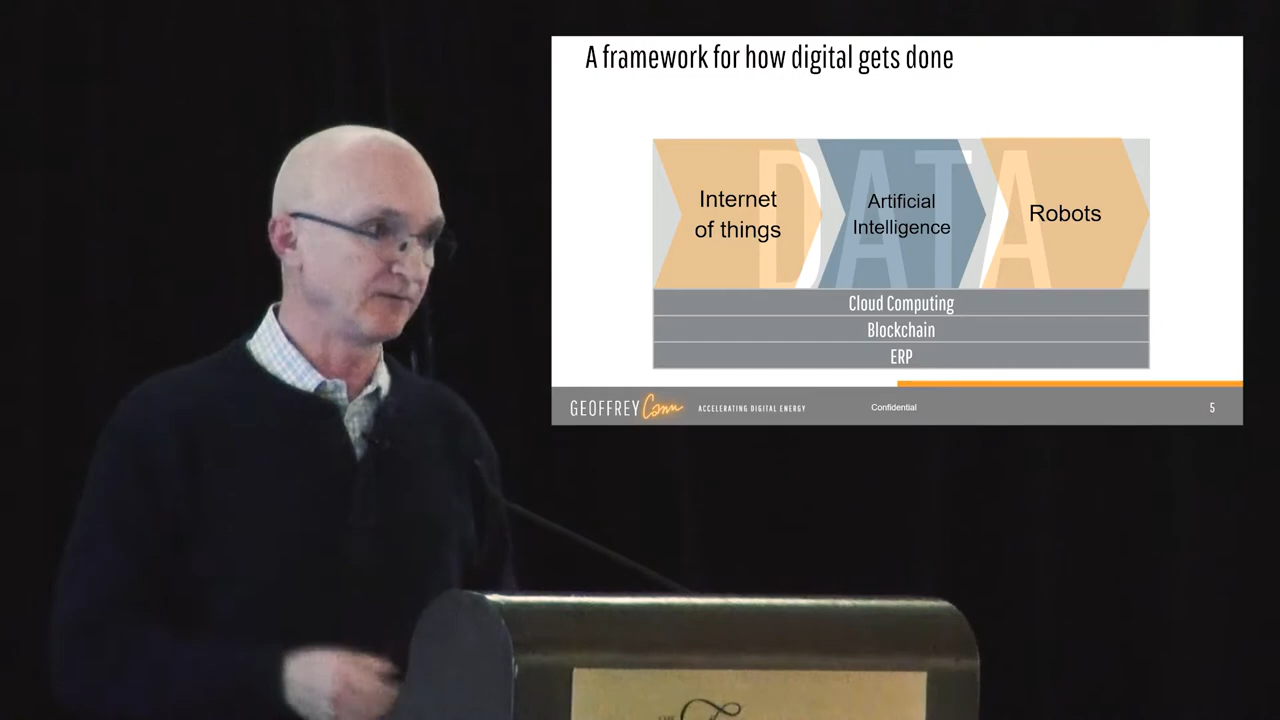 A framework for how digital gets done
DATA
Internet
of things
Artificial
Intelligence
Robots
Cloud Computing
Blockchain
ERP
GEOFFREY Cann
ACCELERATING DIGITAL ENERGY
Confidential
5
THE